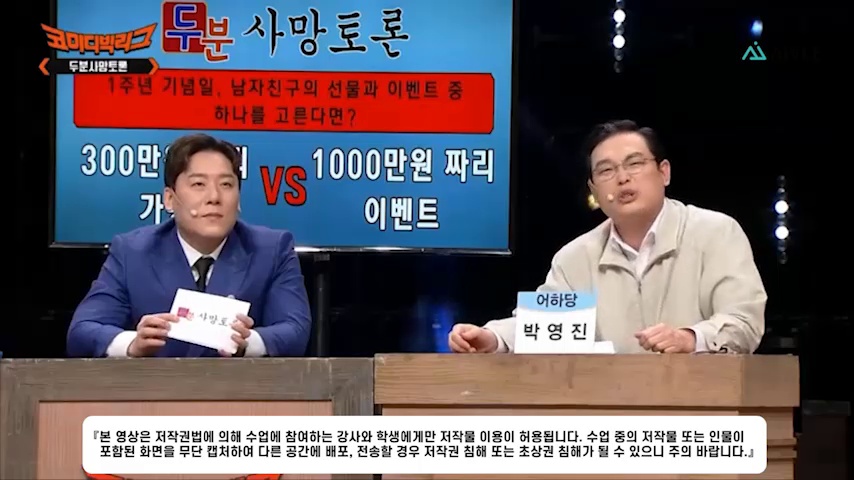 코미디빅리그
두분사망토론
두분 사망토론
1주년 기념일, 남자친구의 선물과 이벤트 중
하나를 고른다면?
300만
가
VS
1000만원 짜리
이벤트
두분 사망토론
어하당
박영진
『본 영상은 저작권법에 의해 수업에 참여하는 강사와 학생에게만 저작물 이용이 허용됩니다. 수업 중의 저작물 또는 인물이
포함된 화면을 무단 캡처하여 다른 공간에 배포, 전송할 경우 저작권 침해 또는 초상권 침해가 될 수 있으니 주의 바랍니다.』